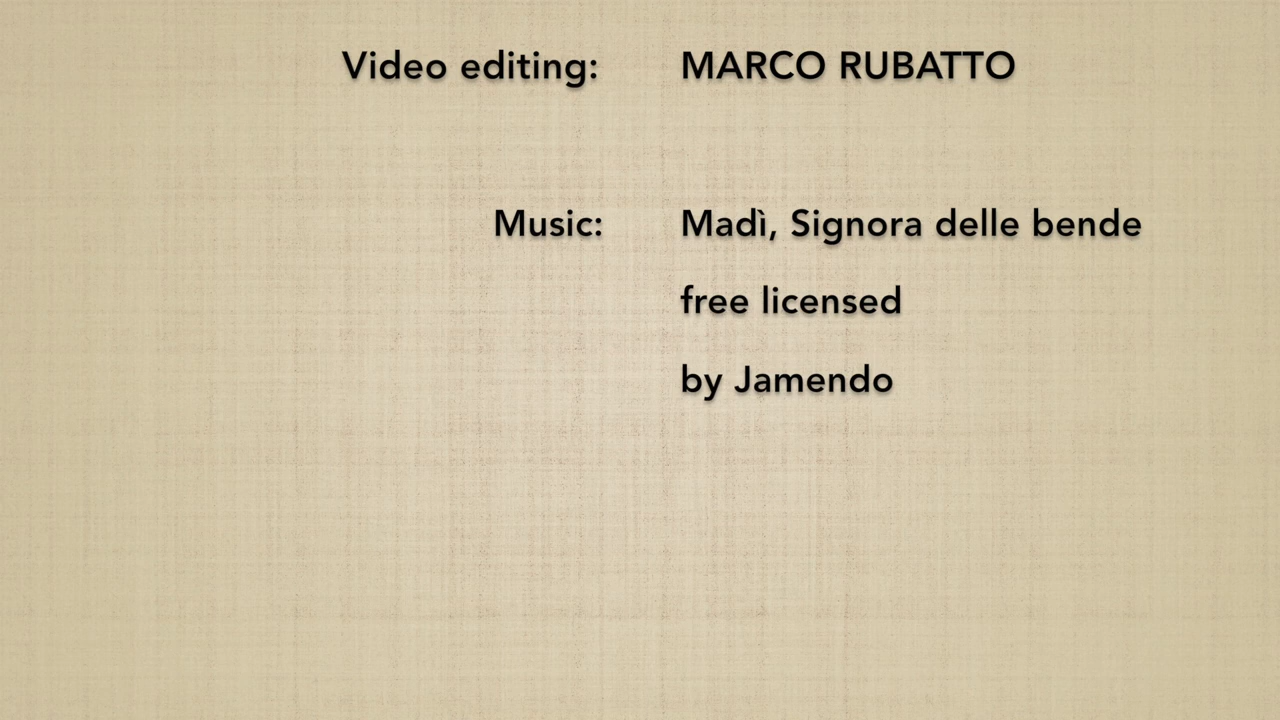 Video editing: MARCO RUBATTO
Music: Madì, Signora delle bende
free licensed
by Jamendo